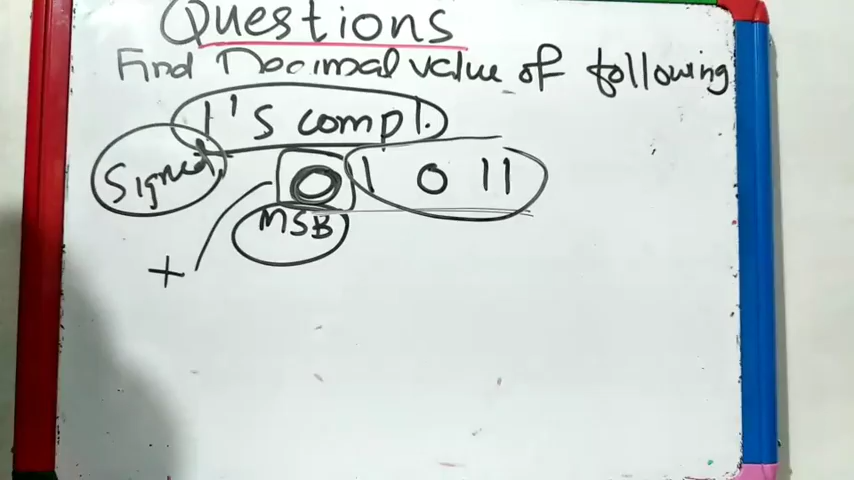 Questions
Find Decimal value of following
1's compl.
Signed 0 1 0 11
MSB
+